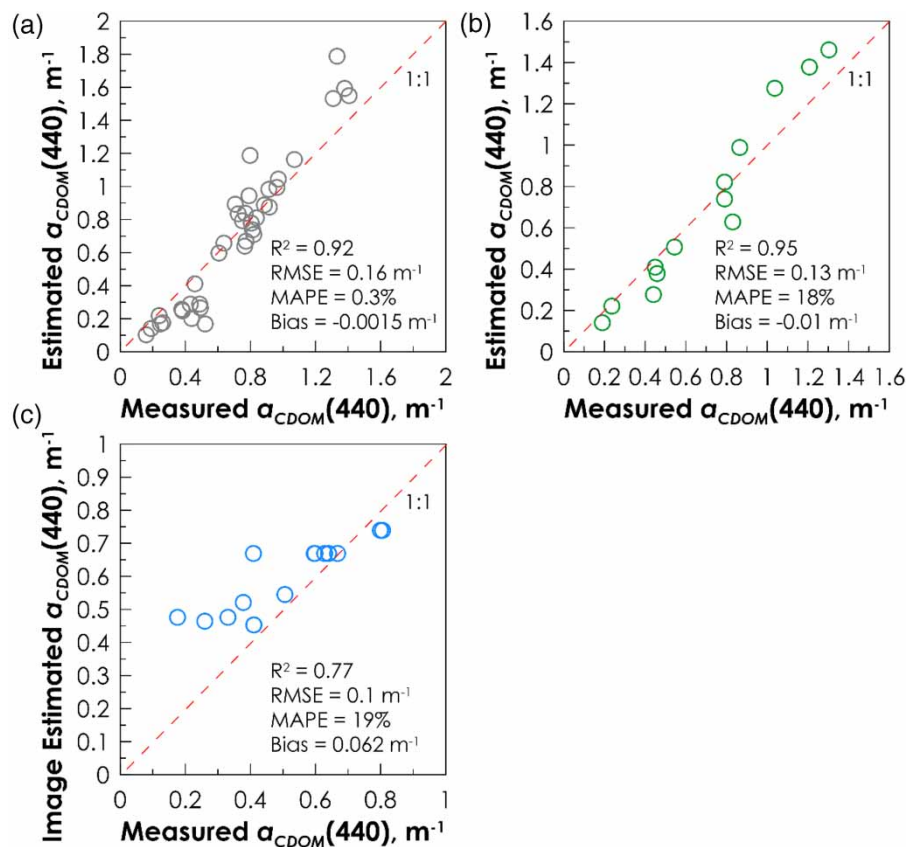 (a)
Estimated aCDOM(440), m-1
2
1.8
1.6
1.4
1.2
1
0.8
0.6
0.4
0.2
0
1:1
R2 = 0.92
RMSE = 0.16 m-1
MAPE = 0.3%
Bias = -0.0015 m-1
0 0.4 0.8 1.2 1.6 2
Measured aCDOM(440), m-1
(b)
Estimated aCDOM(440), m-1
1.6
1.4
1.2
1
0.8
0.6
0.4
0.2
0
1:1
R2 = 0.95
RMSE = 0.13 m-1
MAPE = 18%
Bias = -0.01 m-1
0 0.2 0.4 0.6 0.8 1 1.2 1.4 1.6
Measured aCDOM(440), m-1
(c)
Image Estimated aCDOM(440), m-1
1
0.9
0.8
0.7
0.6
0.5
0.4
0.3
0.2
0.1
0
1:1
R2 = 0.77
RMSE = 0.1 m-1
MAPE = 19%
Bias = 0.062 m-1
0 0.2 0.4 0.6 0.8 1
Measured aCDOM(440), m-1